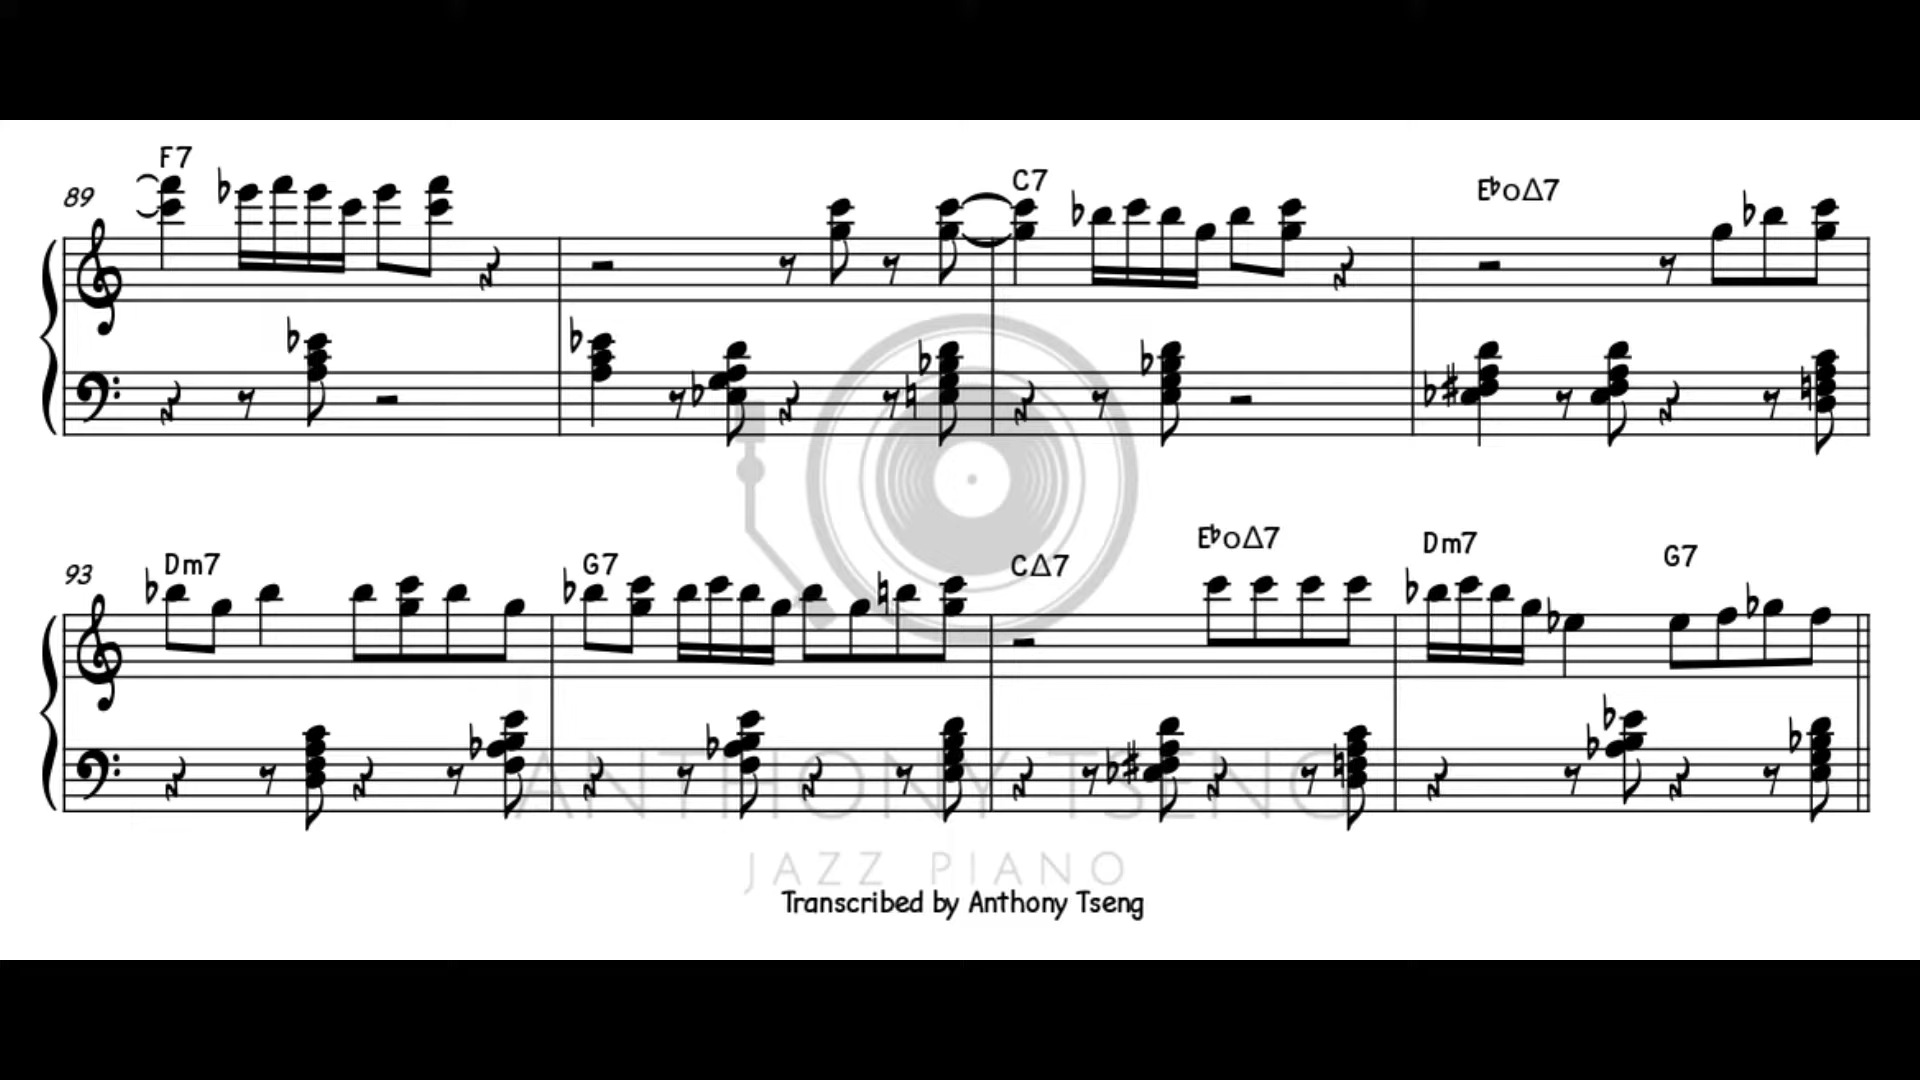 F7 C7 E♭o△7
89
Dm7 G7 C△7 E♭o△7 Dm7 G7
93
ANTHONY TSENG
JAZZ PIANO
Transcribed by Anthony Tseng